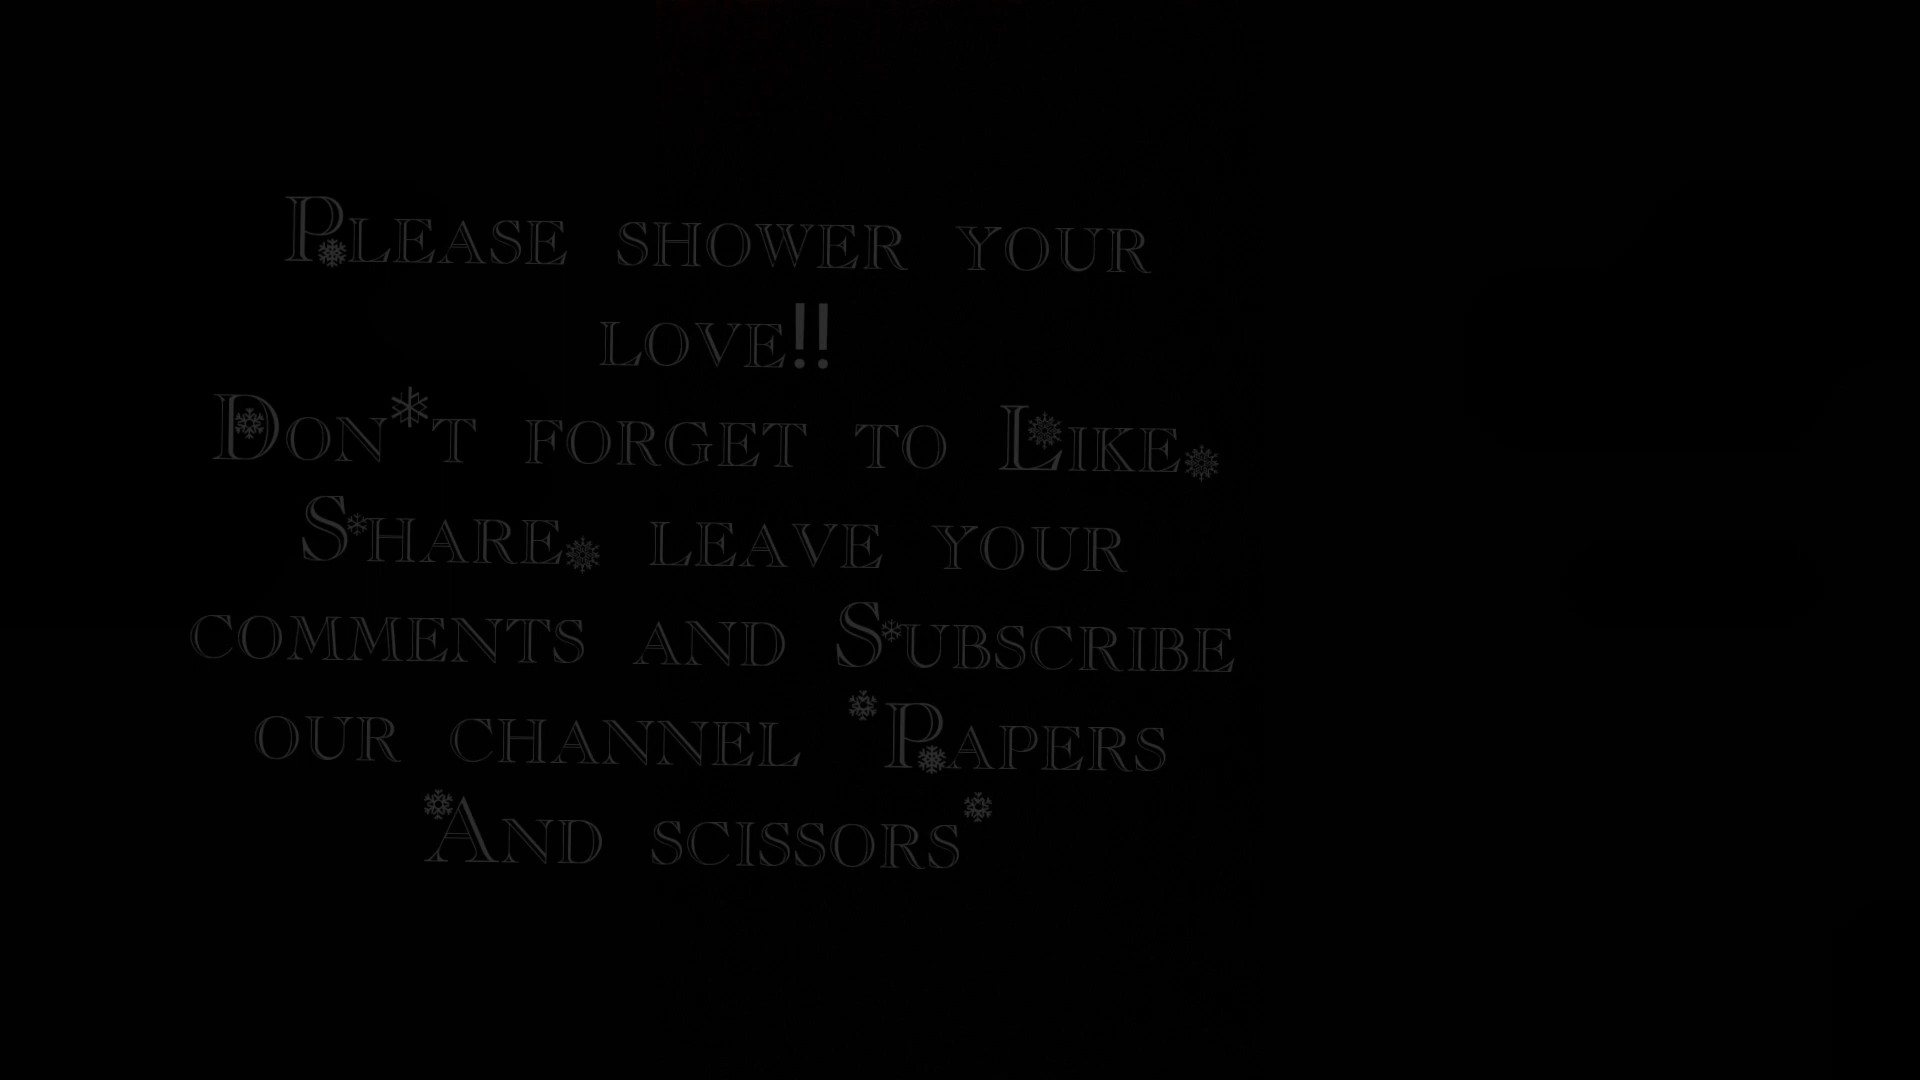 Please shower your
love!!
Don*t forget to Like.
Share. leave your
comments and Subscribe
our channel *Papers
*And scissors*